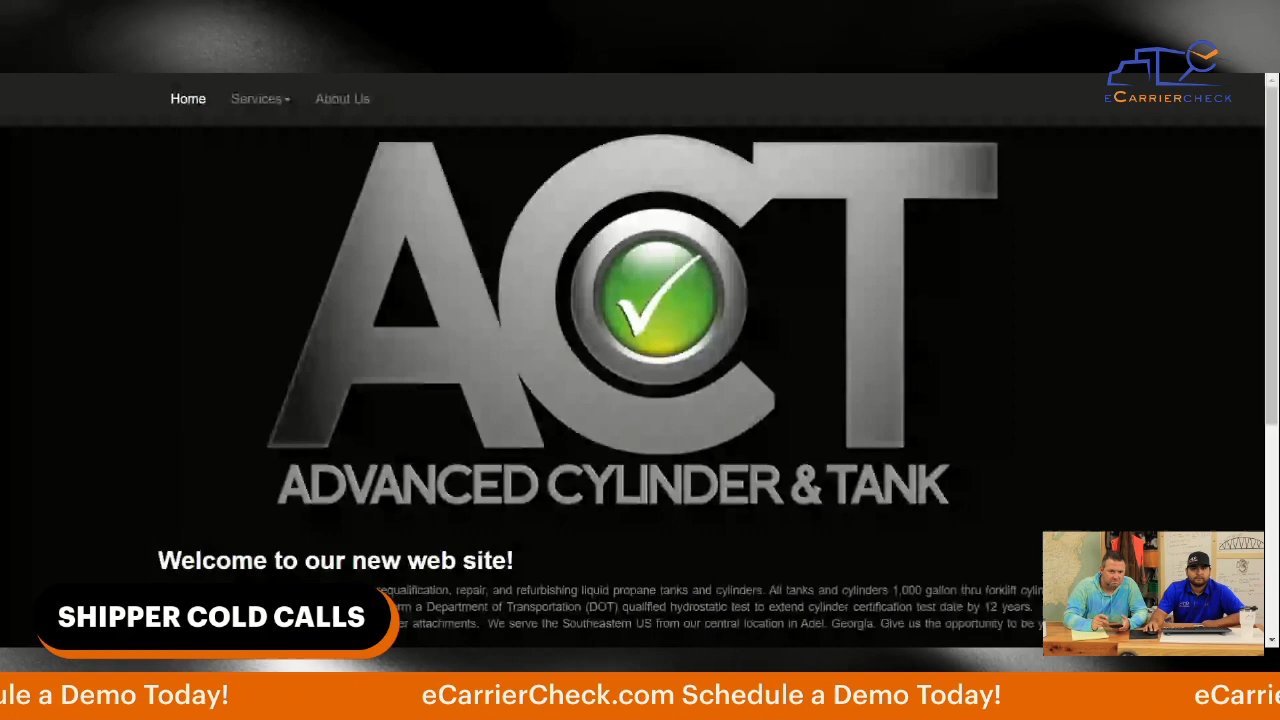 Home Services About Us
eCarrierCheck
ACT
ADVANCED CYLINDER & TANK
Welcome to our new web site!
requalification, repair, and refurbishing liquid propane tanks and cylinders. All tanks and cylinders 1,000 gallon thru forklift
a Department of Transportation (DOT) qualified hydrostatic test to extend cylinder certification test date by 12 years.
attachments. We serve the Southeastern US from our central location in Adel, Georgia. Give us the opportunity to be
SHIPPER COLD CALLS
ule a Demo Today! eCarrierCheck.com Schedule a Demo Today! eCarrie